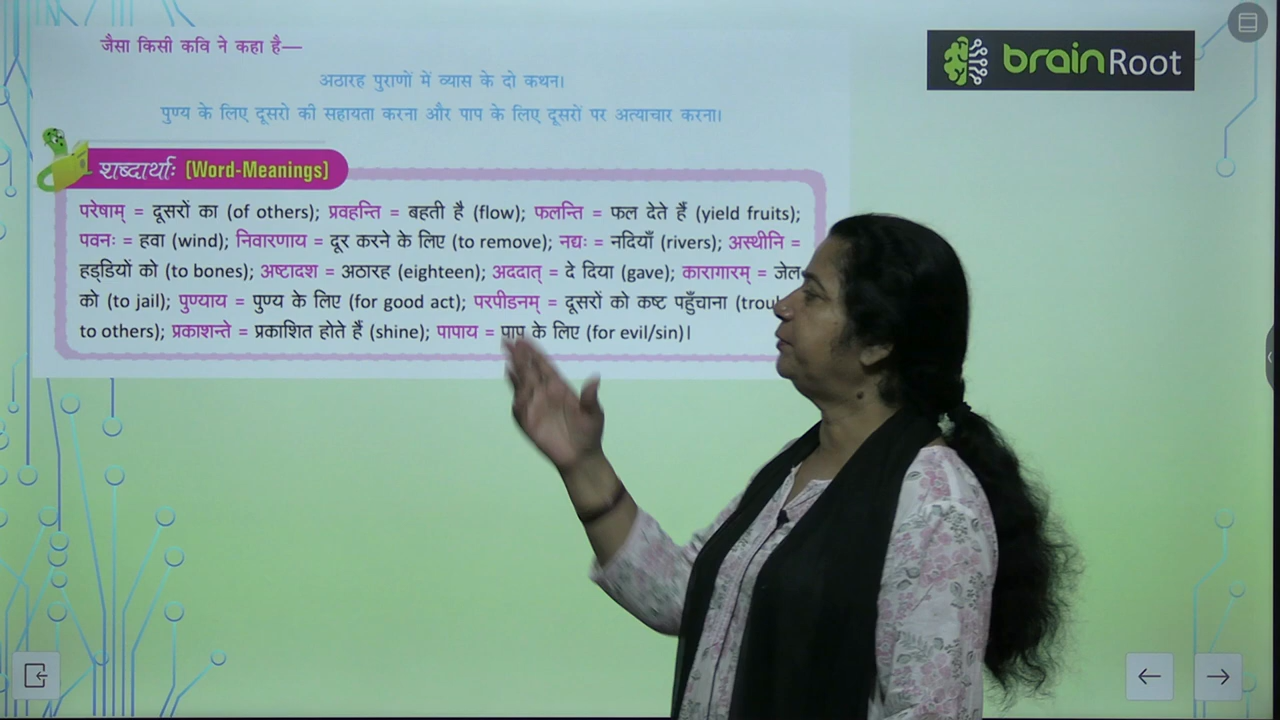 जैसा किसी कवि ने कहा है—
brainRoot
अठारह पुराणों में व्यास के दो कथन।
पुण्य के लिए दूसरो की सहायता करना और पाप के लिए दूसरों पर अत्याचार करना।
शब्दार्थाः [Word-Meanings]
परेषाम् = दूसरों का (of others); प्रवहन्ति = बहती है (flow); फलन्ति = फल देते हैं (yield fruits);
पवनः = हवा (wind); निवारणाय = दूर करने के लिए (to remove); नद्यः = नदियाँ (rivers); अस्थीनि =
हड्डियों को (to bones); अष्टादश = अठारह (eighteen); अददात् = दे दिया (gave); कारागारम् = जेल
को (to jail); पुण्याय = पुण्य के लिए (for good act); परपीडनम् = दूसरों को कष्ट पहुँचाना
to others); प्रकाशन्ते = प्रकाशित होते हैं (shine); पापाय = पाप के लिए (for evil/sin)।